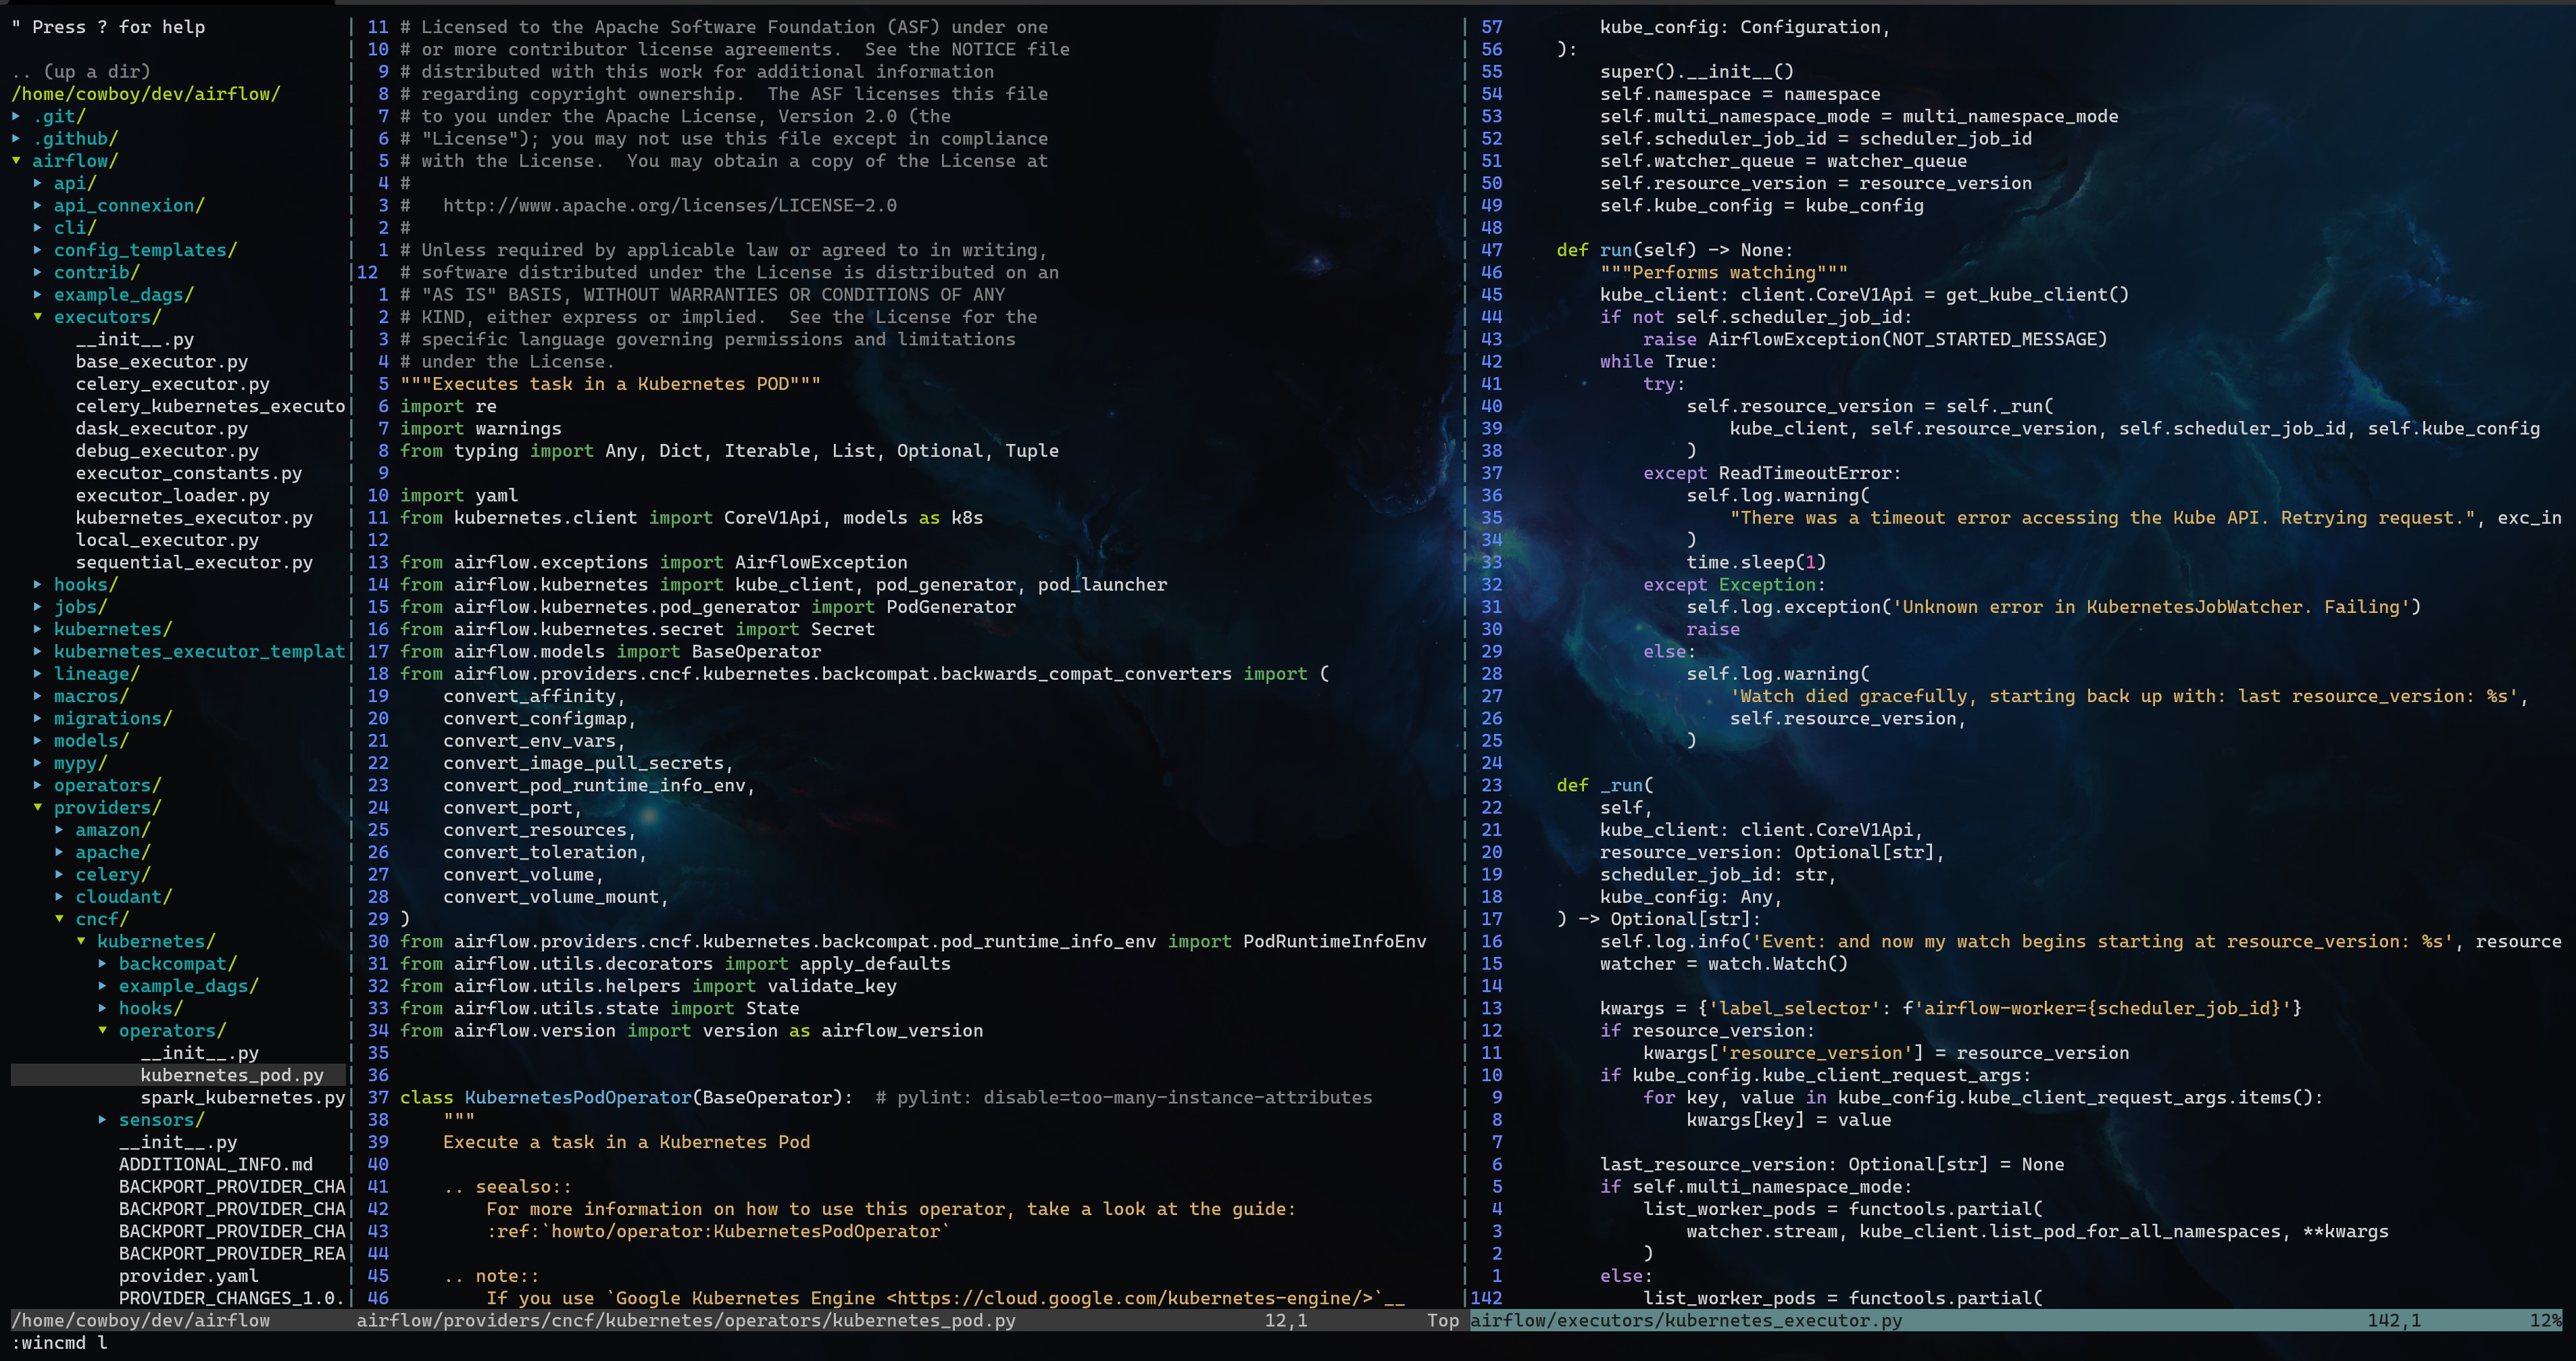 " Press ? for help

.. (up a dir)
/home/cowboy/dev/airflow/
▸ .git/
▸ .github/
▾ airflow/
  ▸ api/
  ▸ api_connexion/
  ▸ cli/
  ▸ config_templates/
  ▸ contrib/
  ▸ example_dags/
  ▾ executors/
      __init__.py
      base_executor.py
      celery_executor.py
      celery_kubernetes_executo
      dask_executor.py
      debug_executor.py
      executor_constants.py
      executor_loader.py
      kubernetes_executor.py
      local_executor.py
      sequential_executor.py
  ▸ hooks/
  ▸ jobs/
  ▸ kubernetes/
  ▸ kubernetes_executor_templat
  ▸ lineage/
  ▸ macros/
  ▸ migrations/
  ▸ models/
  ▸ mypy/
  ▸ operators/
  ▾ providers/
    ▸ amazon/
    ▸ apache/
    ▸ celery/
    ▸ cloudant/
    ▾ cncf/
      ▾ kubernetes/
        ▸ backcompat/
        ▸ example_dags/
        ▸ hooks/
        ▾ operators/
            __init__.py
            kubernetes_pod.py
            spark_kubernetes.py
        ▸ sensors/
          __init__.py
          ADDITIONAL_INFO.md
          BACKPORT_PROVIDER_CHA
          BACKPORT_PROVIDER_CHA
          BACKPORT_PROVIDER_CHA
          BACKPORT_PROVIDER_REA
          provider.yaml
          PROVIDER_CHANGES_1.0.
/home/cowboy/dev/airflow
 11 # Licensed to the Apache Software Foundation (ASF) under one
 10 # or more contributor license agreements.  See the NOTICE file
  9 # distributed with this work for additional information
  8 # regarding copyright ownership.  The ASF licenses this file
  7 # to you under the Apache License, Version 2.0 (the
  6 # "License"); you may not use this file except in compliance
  5 # with the License.  You may obtain a copy of the License at
  4 #
  3 #   http://www.apache.org/licenses/LICENSE-2.0
  2 #
  1 # Unless required by applicable law or agreed to in writing,
12  # software distributed under the License is distributed on an
  1 # "AS IS" BASIS, WITHOUT WARRANTIES OR CONDITIONS OF ANY
  2 # KIND, either express or implied.  See the License for the
  3 # specific language governing permissions and limitations
  4 # under the License.
  5 """Executes task in a Kubernetes POD"""
  6 import re
  7 import warnings
  8 from typing import Any, Dict, Iterable, List, Optional, Tuple
  9
 10 import yaml
 11 from kubernetes.client import CoreV1Api, models as k8s
 12
 13 from airflow.exceptions import AirflowException
 14 from airflow.kubernetes import kube_client, pod_generator, pod_launcher
 15 from airflow.kubernetes.pod_generator import PodGenerator
 16 from airflow.kubernetes.secret import Secret
 17 from airflow.models import BaseOperator
 18 from airflow.providers.cncf.kubernetes.backcompat.backwards_compat_converters import (
 19     convert_affinity,
 20     convert_configmap,
 21     convert_env_vars,
 22     convert_image_pull_secrets,
 23     convert_pod_runtime_info_env,
 24     convert_port,
 25     convert_resources,
 26     convert_toleration,
 27     convert_volume,
 28     convert_volume_mount,
 29 )
 30 from airflow.providers.cncf.kubernetes.backcompat.pod_runtime_info_env import PodRuntimeInfoEnv
 31 from airflow.utils.decorators import apply_defaults
 32 from airflow.utils.helpers import validate_key
 33 from airflow.utils.state import State
 34 from airflow.version import version as airflow_version
 35
 36
 37 class KubernetesPodOperator(BaseOperator):  # pylint: disable=too-many-instance-attributes
 38     """
 39     Execute a task in a Kubernetes Pod
 40
 41     .. seealso::
 42         For more information on how to use this operator, take a look at the guide:
 43         :ref:`howto/operator:KubernetesPodOperator`
 44
 45     .. note::
 46         If you use `Google Kubernetes Engine <https://cloud.google.com/kubernetes-engine/>`__
airflow/providers/cncf/kubernetes/operators/kubernetes_pod.py 12,1 Top
 57         kube_config: Configuration,
 56     ):
 55         super().__init__()
 54         self.namespace = namespace
 53         self.multi_namespace_mode = multi_namespace_mode
 52         self.scheduler_job_id = scheduler_job_id
 51         self.watcher_queue = watcher_queue
 50         self.resource_version = resource_version
 49         self.kube_config = kube_config
 48
 47     def run(self) -> None:
 46         """Performs watching"""
 45         kube_client: client.CoreV1Api = get_kube_client()
 44         if not self.scheduler_job_id:
 43             raise AirflowException(NOT_STARTED_MESSAGE)
 42         while True:
 41             try:
 40                 self.resource_version = self._run(
 39                     kube_client, self.resource_version, self.scheduler_job_id, self.kube_config
 38                 )
 37             except ReadTimeoutError:
 36                 self.log.warning(
 35                     "There was a timeout error accessing the Kube API. Retrying request.", exc_in
 34                 )
 33                 time.sleep(1)
 32             except Exception:
 31                 self.log.exception('Unknown error in KubernetesJobWatcher. Failing')
 30                 raise
 29             else:
 28                 self.log.warning(
 27                     'Watch died gracefully, starting back up with: last resource_version: %s',
 26                     self.resource_version,
 25                 )
 24
 23     def _run(
 22         self,
 21         kube_client: client.CoreV1Api,
 20         resource_version: Optional[str],
 19         scheduler_job_id: str,
 18         kube_config: Any,
 17     ) -> Optional[str]:
 16         self.log.info('Event: and now my watch begins starting at resource_version: %s', resource
 15         watcher = watch.Watch()
 14
 13         kwargs = {'label_selector': f'airflow-worker={scheduler_job_id}'}
 12         if resource_version:
 11             kwargs['resource_version'] = resource_version
 10         if kube_config.kube_client_request_args:
  9             for key, value in kube_config.kube_client_request_args.items():
  8                 kwargs[key] = value
  7
  6         last_resource_version: Optional[str] = None
  5         if self.multi_namespace_mode:
  4             list_worker_pods = functools.partial(
  3                 watcher.stream, kube_client.list_pod_for_all_namespaces, **kwargs
  2             )
  1         else:
142             list_worker_pods = functools.partial(
airflow/executors/kubernetes_executor.py 142,1 12%
:wincmd l